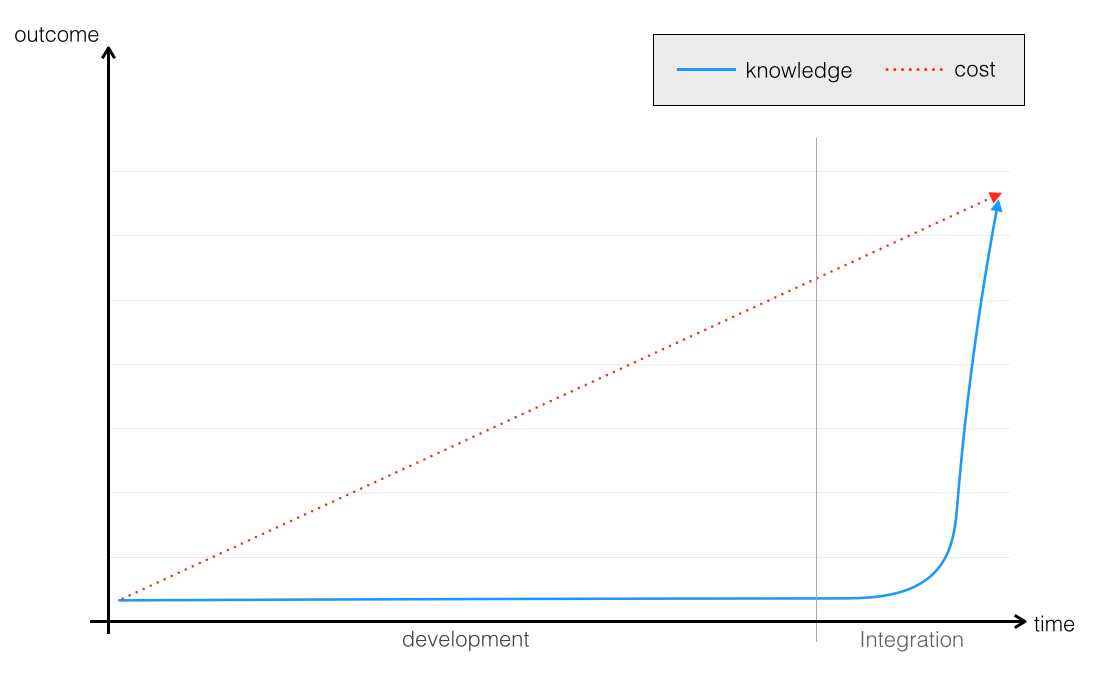 outcome
knowledge cost
time
development Integration